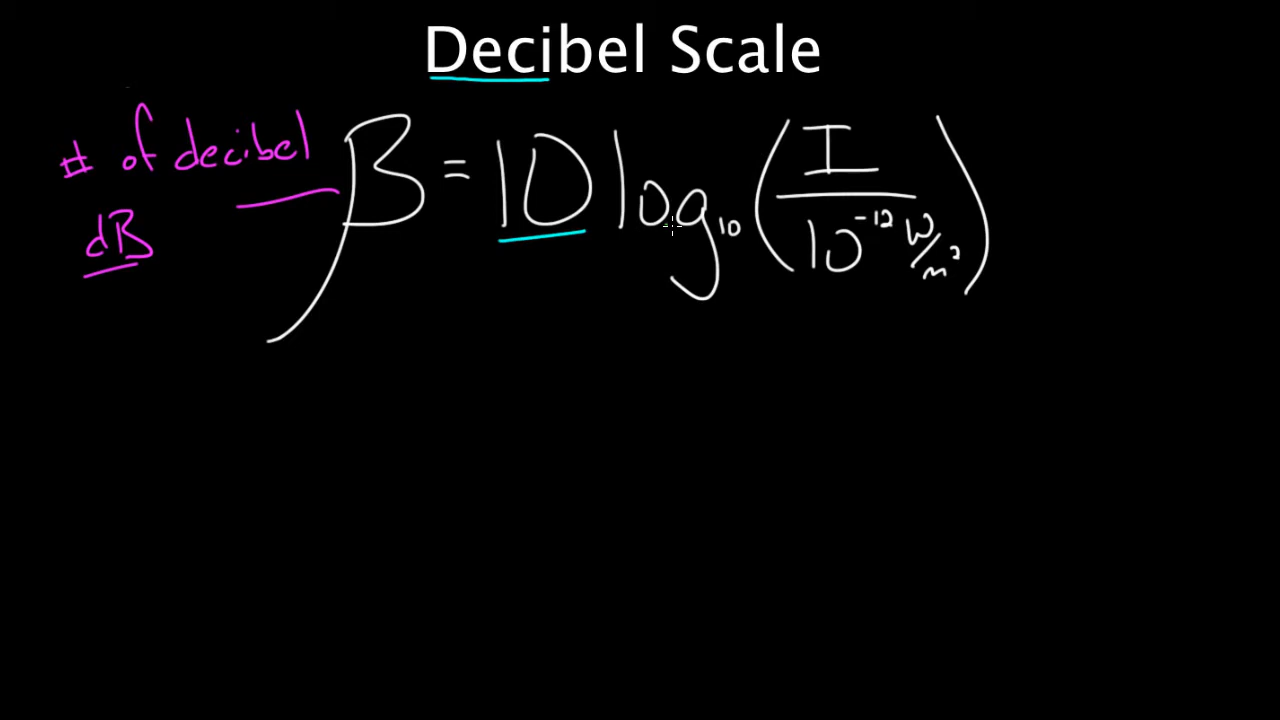 Decibel Scale
# of decibel
dB
β = 10 log₁₀ ( I / 10⁻¹² W/m² )